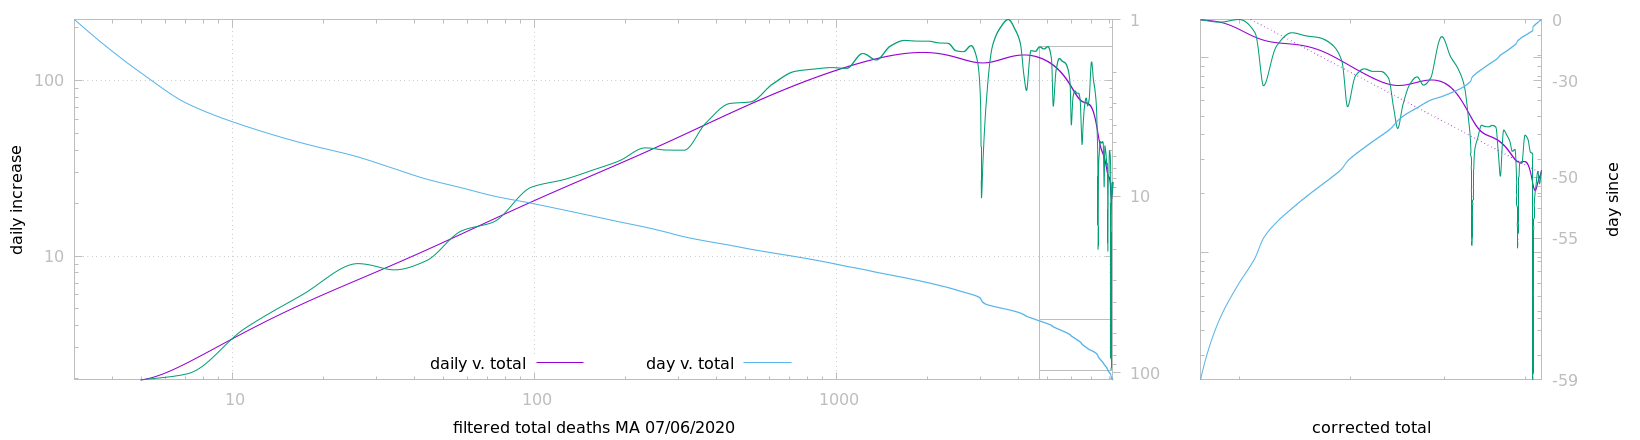 daily increase
100
10
10
100
1000
1
10
100
daily v. total
day v. total
filtered total deaths MA 07/06/2020
0
-30
-50
-55
-59
day since
corrected total